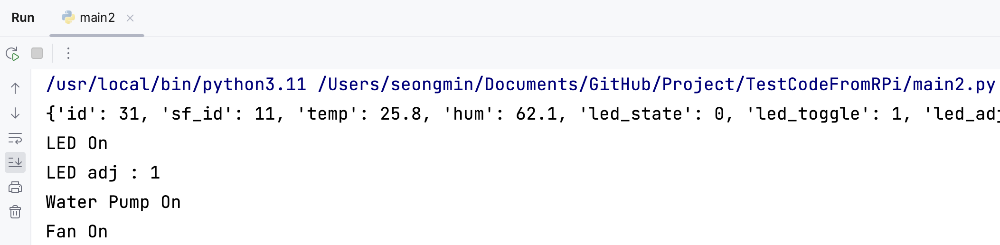 Run main2
/usr/local/bin/python3.11 /Users/seongmin/Documents/GitHub/Project/TestCodeFromRPi/main2.py
{'id': 31, 'sf_id': 11, 'temp': 25.8, 'hum': 62.1, 'led_state': 0, 'led_toggle': 1, 'led_adj
LED On
LED adj : 1
Water Pump On
Fan On